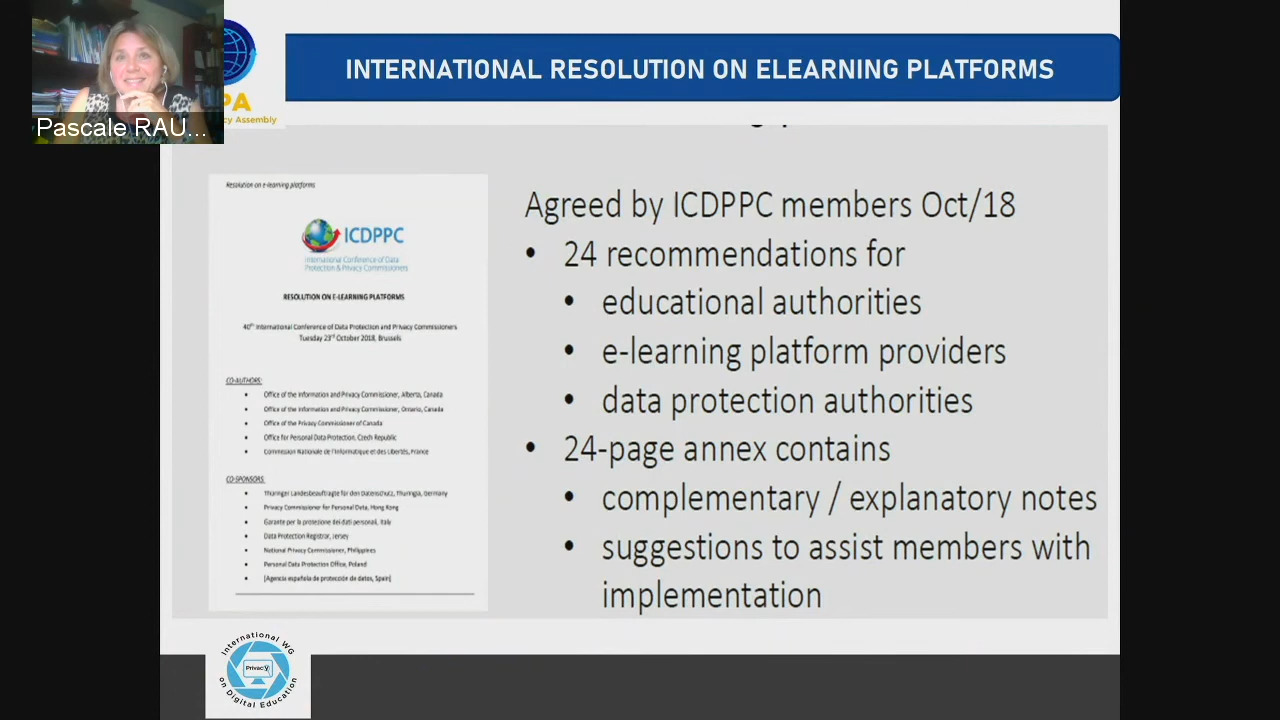 INTERNATIONAL RESOLUTION ON ELEARNING PLATFORMS
PA
cy Assembly
Pascale RAU...
Resolution on e-learning platforms
ICDPPC
International Conference of Data
Protection & Privacy Commissioners
RESOLUTION ON E-LEARNING PLATFORMS
40th International Conference of Data Protection and Privacy Commissioners
Tuesday 23rd October 2018, Brussels
CO-AUTHORS:
• Office of the Information and Privacy Commissioner, Alberta, Canada
• Office of the Information and Privacy Commissioner, Ontario, Canada
• Office of the Privacy Commissioner of Canada
• Office for Personal Data Protection, Czech Republic
• Commission Nationale de l'Informatique et des Libertés, France
CO-SPONSORS:
• Thüringer Landesbeauftragte für den Datenschutz, Thuringia, Germany
• Privacy Commissioner for Personal Data, Hong Kong
• Garante per la protezione dei dati personali, Italy
• Data Protection Registrar, Jersey
• National Privacy Commissioner, Philippines
• Personal Data Protection Office, Poland
• [Agencia española de protección de datos, Spain]
Agreed by ICDPPC members Oct/18
• 24 recommendations for
• educational authorities
• e-learning platform providers
• data protection authorities
• 24-page annex contains
• complementary / explanatory notes
• suggestions to assist members with
implementation
International WG
Privacy
on Digital Education